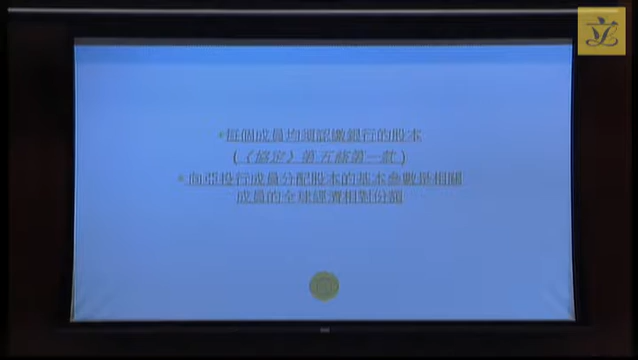 立
•每個成員均須認繳銀行的股本
(《協定》第五條第一款)
•向亞投行成員分配股本的基本參數是相關
成員的全球經濟相對份額